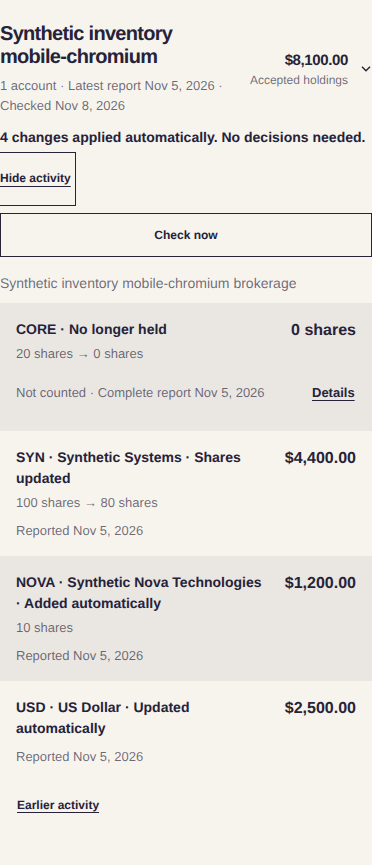 Synthetic inventory
mobile-chromium
$8,100.00
Accepted holdings
1 account · Latest report Nov 5, 2026 ·
Checked Nov 8, 2026
4 changes applied automatically. No decisions needed.
Hide activity
Check now
Synthetic inventory mobile-chromium brokerage
CORE · No longer held
0 shares
20 shares → 0 shares
Not counted · Complete report Nov 5, 2026
Details
SYN · Synthetic Systems · Shares
updated
$4,400.00
100 shares → 80 shares
Reported Nov 5, 2026
NOVA · Synthetic Nova Technologies
· Added automatically
$1,200.00
10 shares
Reported Nov 5, 2026
USD · US Dollar · Updated
automatically
$2,500.00
Reported Nov 5, 2026
Earlier activity